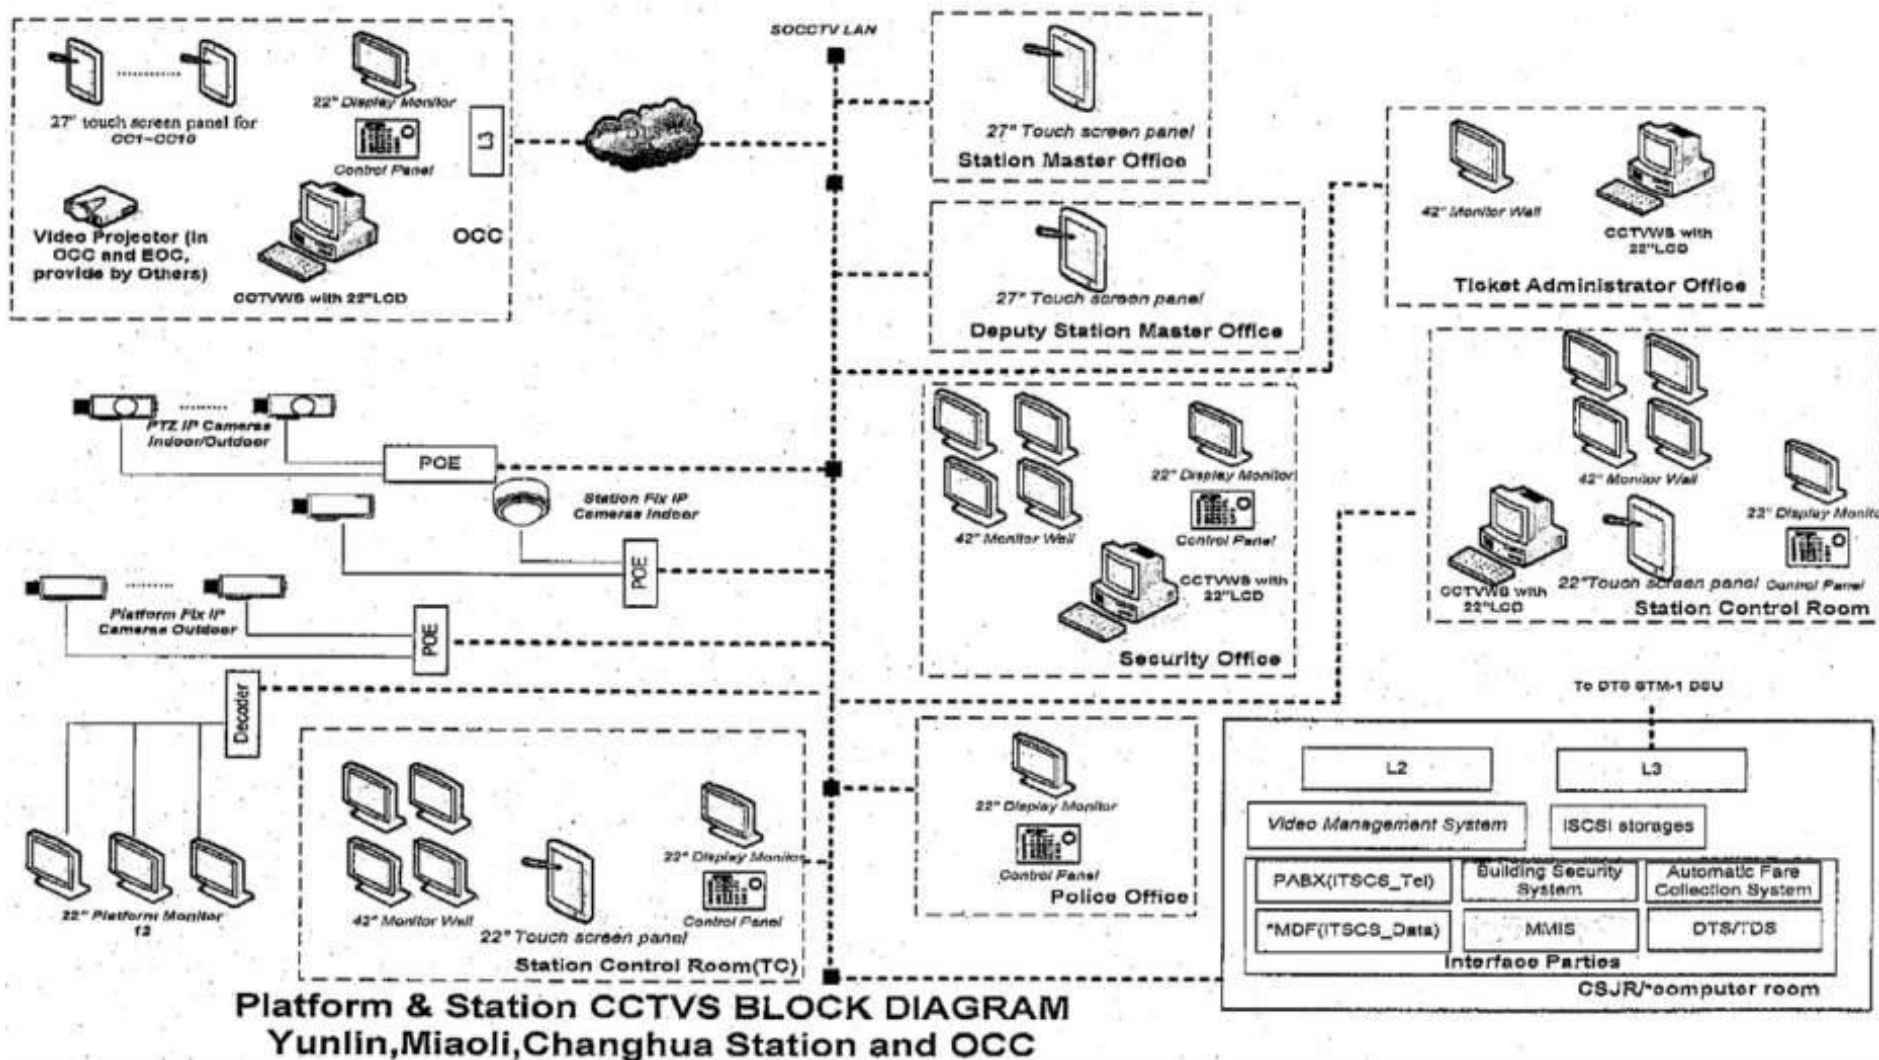 SOCCTV LAN
27" touch screen panel for
CC1~CC10
22" Display Monitor
Control Panel
L3
Video Projector (in
OCC and EOC,
provide by Others)
OCC
CCTVWS with 22"LCD
27" Touch screen panel
Station Master Office
27" Touch screen panel
Deputy Station Master Office
42" Monitor Wall
CCTVWS with
22"LCD
Ticket Administrator Office
PTZ IP Cameras
Indoor/Outdoor
POE
Station Fix IP
Cameras Indoor
POE
Platform Fix IP
Cameras Outdoor
POE
Decoder
22" Platform Monitor
12
42" Monitor Wall
22" Display Monitor
Control Panel
CCTVWS with
22"LCD
Security Office
42" Monitor Wall
22" Display Monito
CCTVWS with
22"LCD
22"Touch screen panel
Control Panel
Station Control Room
42" Monitor Wall
22" Touch screen panel
22" Display Monitor
Control Panel
Station Control Room(TC)
22" Display Monitor
Control Panel
Police Office
To DTS STM-1 DSU
L2
L3
Video Management System
ISCSI storages
PABX(ITSCS_Tel)
Building Security
System
Automatic Fare
Collection System
*MDF(ITSCS_Data)
MMIS
DTS/TDS
Interface Parties
CSJR/*computer room
Platform & Station CCTVS BLOCK DIAGRAM
Yunlin,Miaoli,Changhua Station and OCC